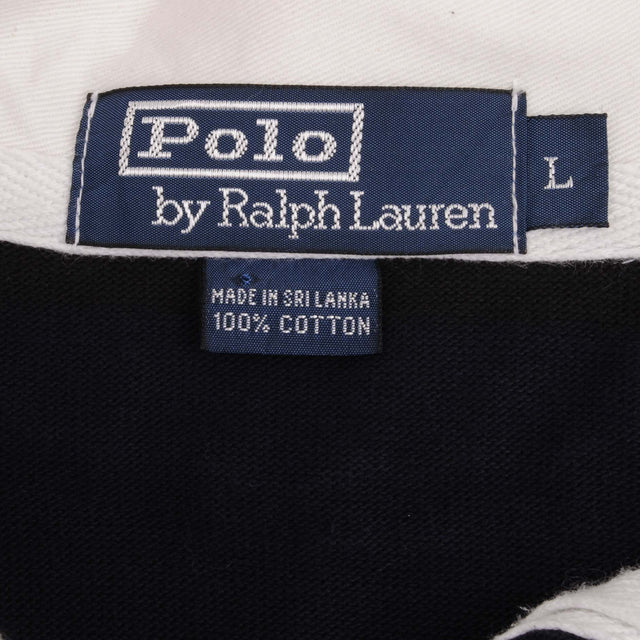 Polo
by Ralph Lauren
L
MADE IN SRI LANKA
100% COTTON